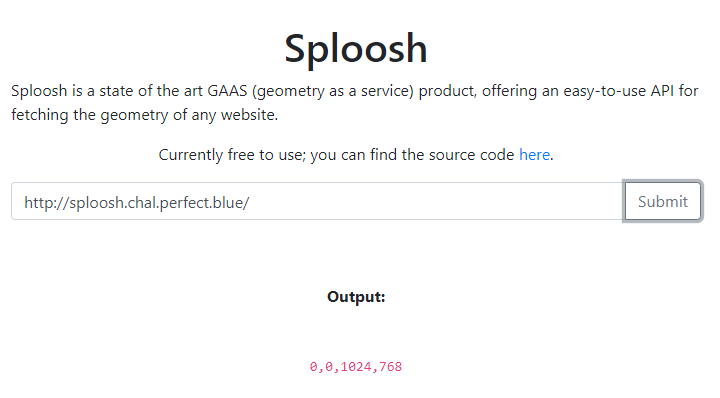 Sploosh
Sploosh is a state of the art GAAS (geometry as a service) product, offering an easy-to-use API for
fetching the geometry of any website.
Currently free to use; you can find the source code here.
http://sploosh.chal.perfect.blue/
Submit
Output:
0,0,1024,768